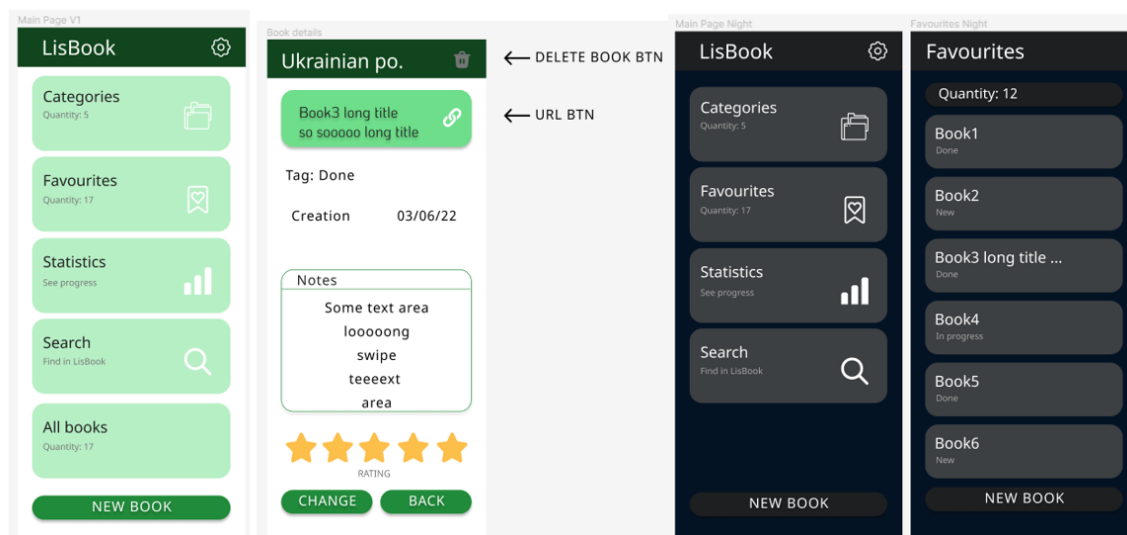 Main Page V1
LisBook
Categories
Quantity: 5
Favourites
Quantity: 17
Statistics
See progress
Search
Find in LisBook
All books
Quantity: 17
NEW BOOK
Book details
Ukrainian po.
Book3 long title
so sooooo long title
Tag: Done
Creation 03/06/22
Notes
Some text area
looooong
swipe
teeeext
area
RATING
CHANGE BACK
DELETE BOOK BTN
URL BTN
Main Page Night
LisBook
Categories
Quantity: 5
Favourites
Quantity: 17
Statistics
See progress
Search
Find in LisBook
NEW BOOK
Favourites Night
Favourites
Quantity: 12
Book1
Done
Book2
New
Book3 long title ...
Done
Book4
In progress
Book5
Done
Book6
New
NEW BOOK